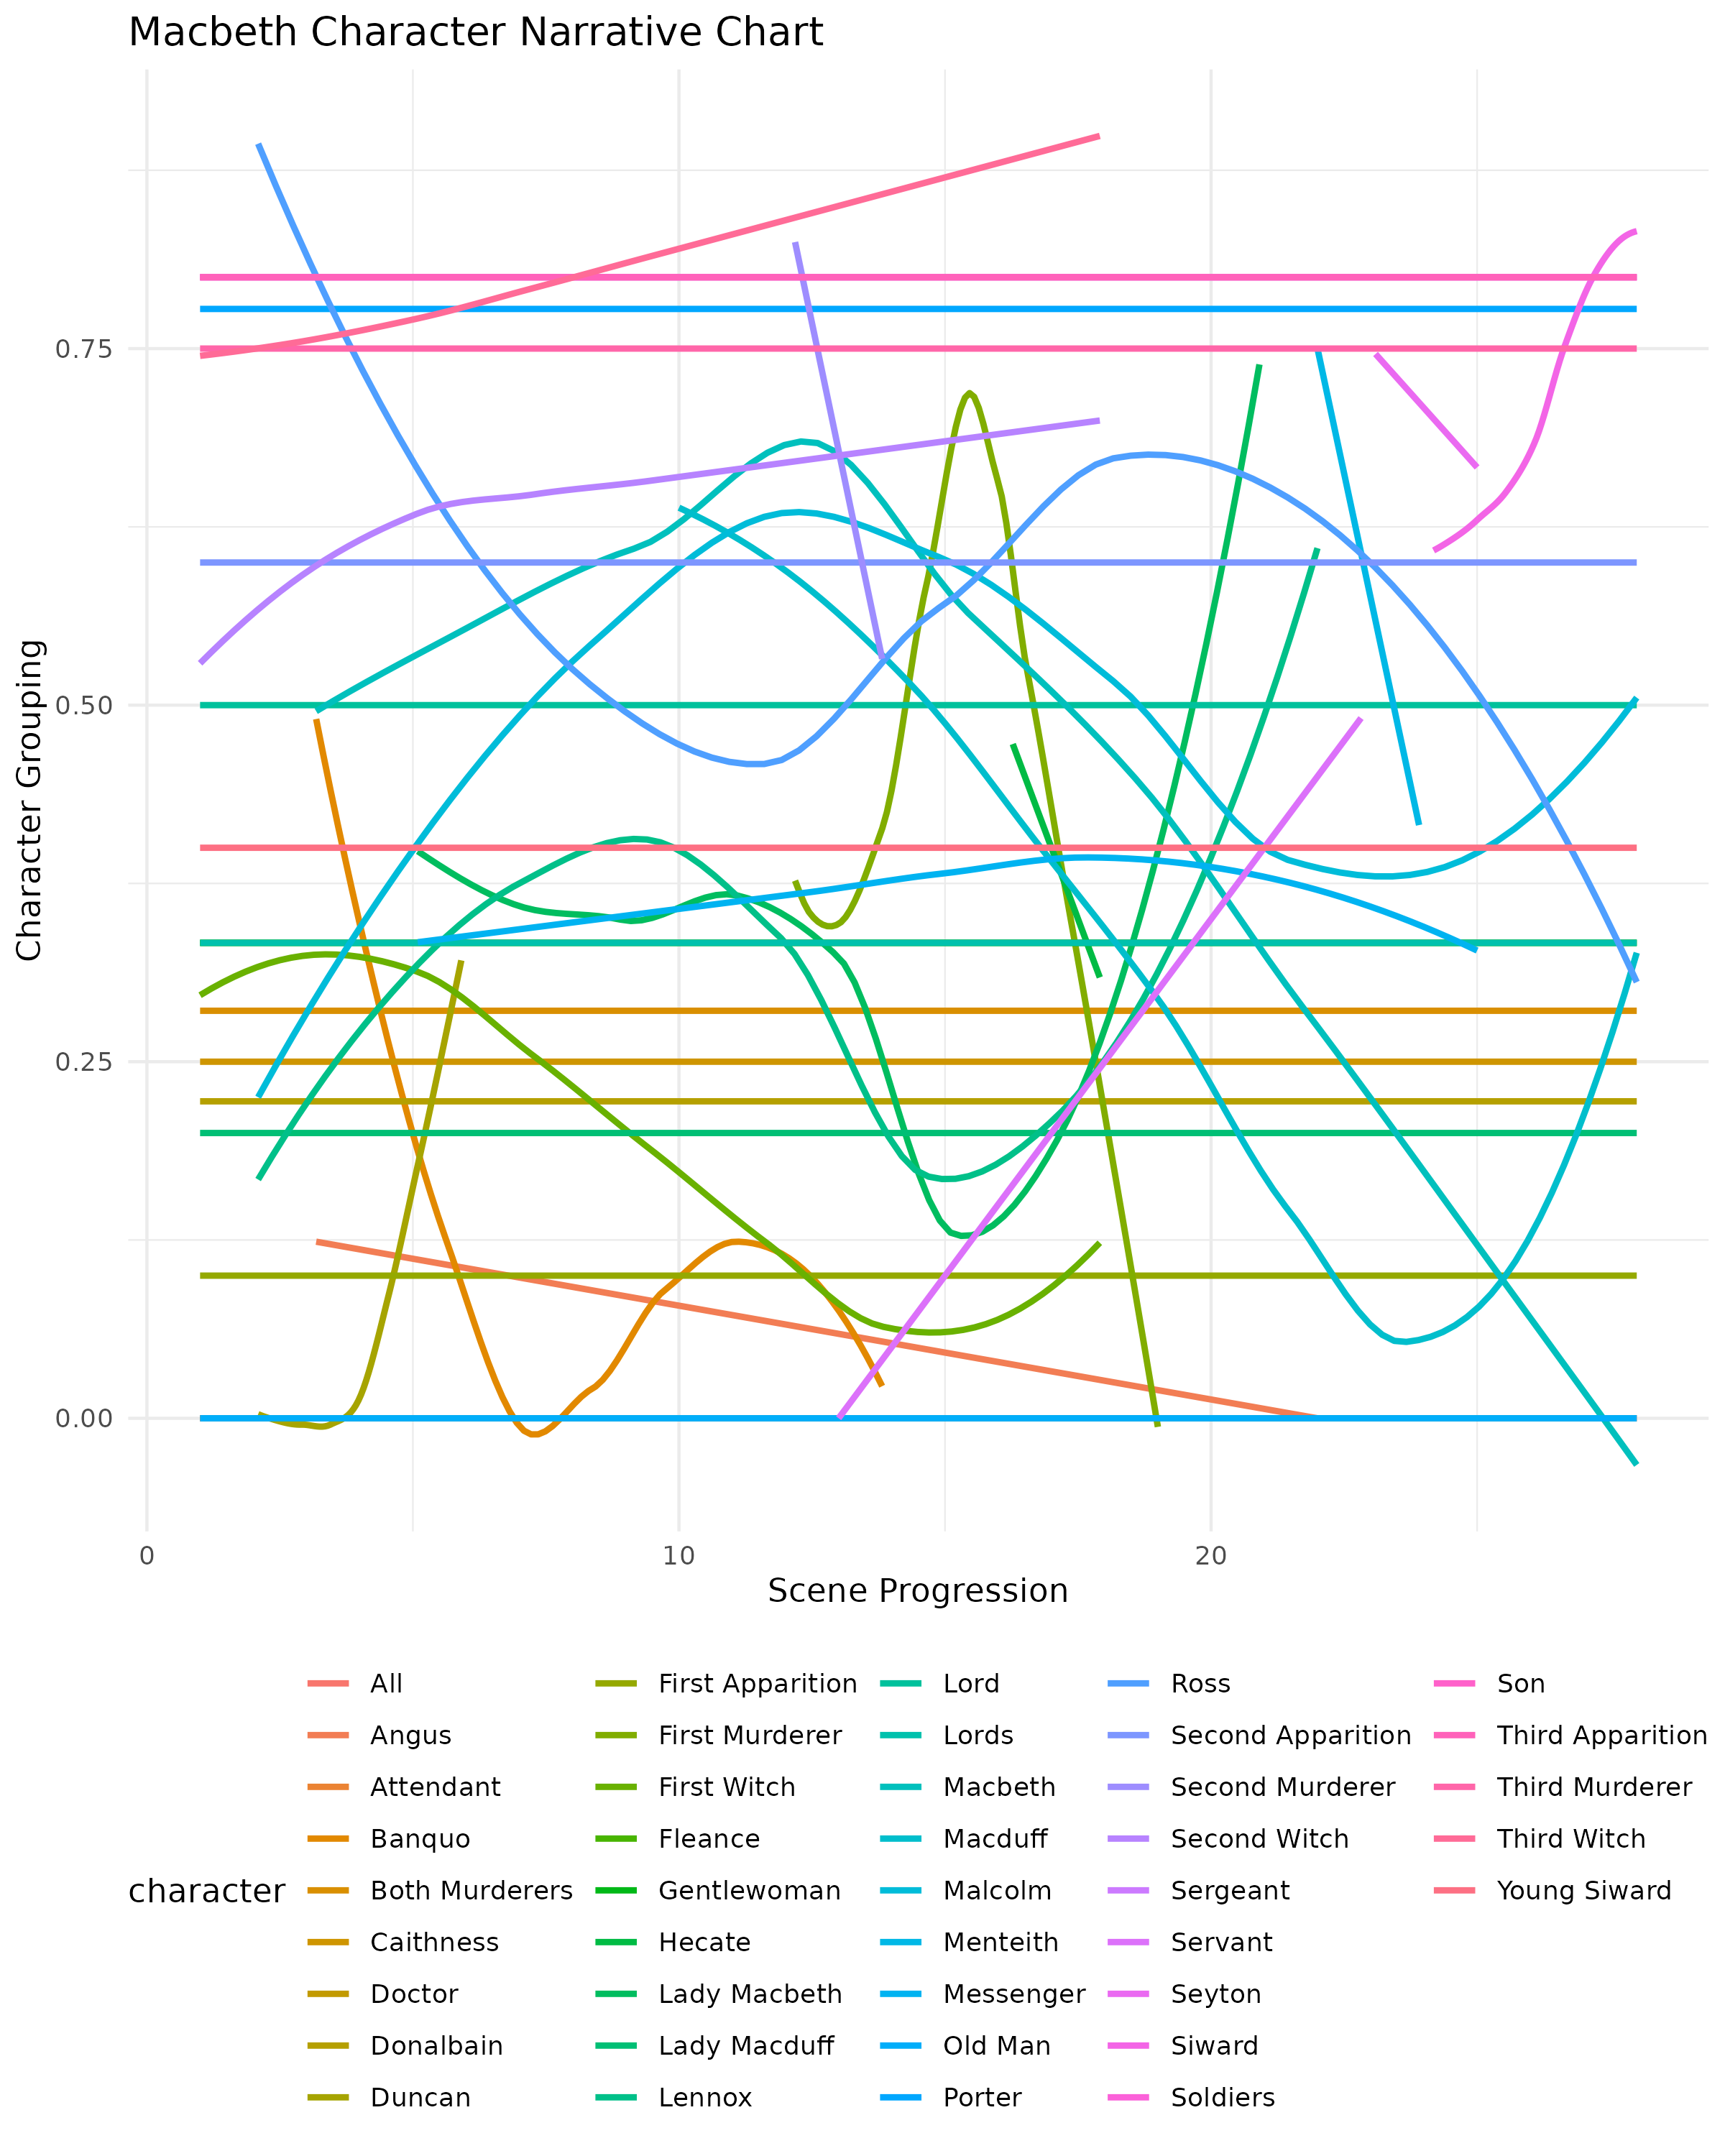 Macbeth Character Narrative Chart
Character Grouping
0.75
0.50
0.25
0.00
0 10 20
Scene Progression
character
All
Angus
Attendant
Banquo
Both Murderers
Caithness
Doctor
Donalbain
Duncan
First Apparition
First Murderer
First Witch
Fleance
Gentlewoman
Hecate
Lady Macbeth
Lady Macduff
Lennox
Lord
Lords
Macbeth
Macduff
Malcolm
Menteith
Messenger
Old Man
Porter
Ross
Second Apparition
Second Murderer
Second Witch
Sergeant
Servant
Seyton
Siward
Soldiers
Son
Third Apparition
Third Murderer
Third Witch
Young Siward